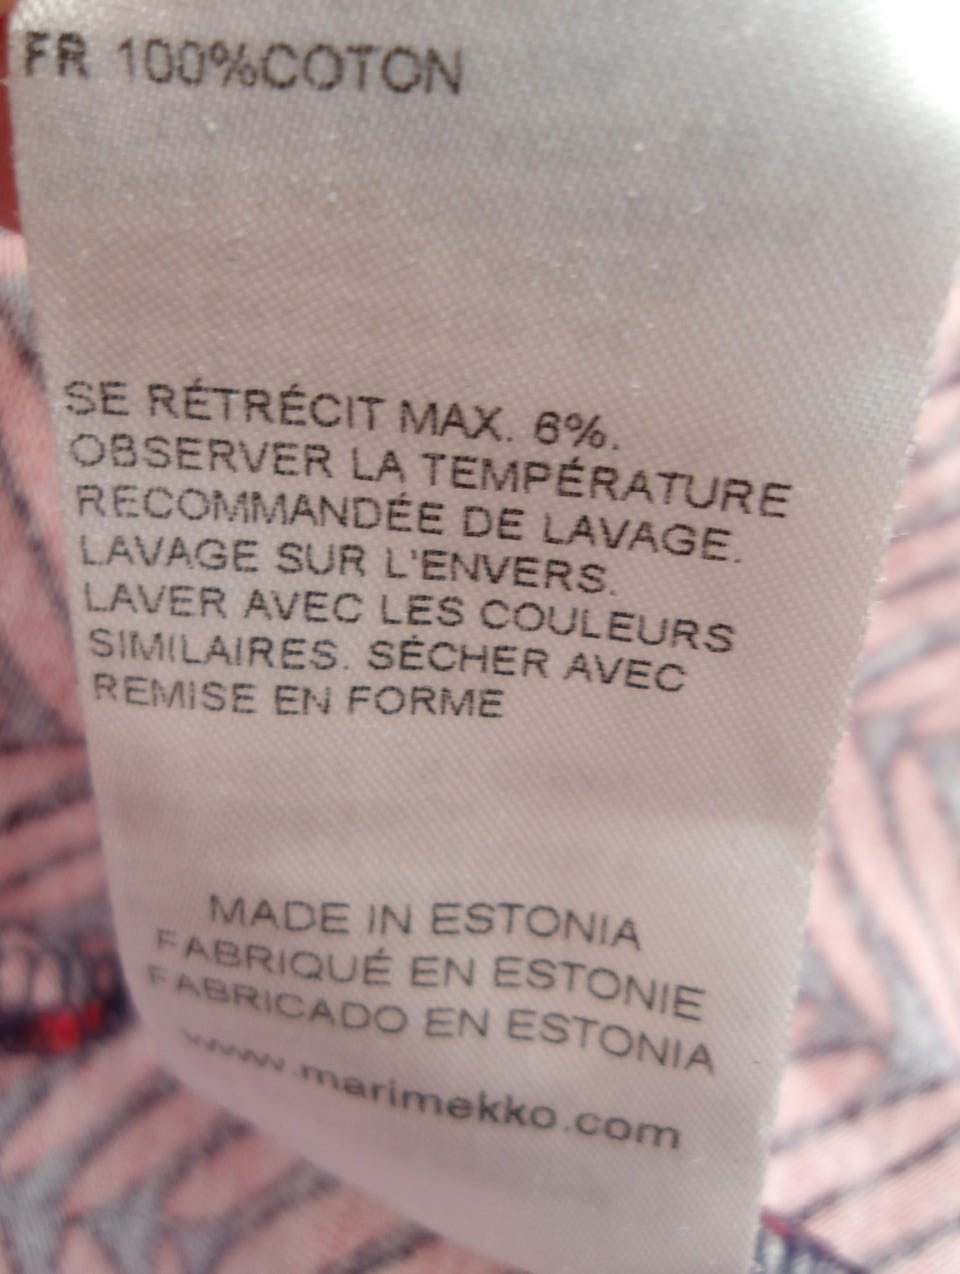 FR 100%COTON
SE RÉTRÉCIT MAX. 6%.
OBSERVER LA TEMPÉRATURE
RECOMMANDÉE DE LAVAGE.
LAVAGE SUR L'ENVERS.
LAVER AVEC LES COULEURS
SIMILAIRES. SÉCHER AVEC
REMISE EN FORME
MADE IN ESTONIA
FABRIQUÉ EN ESTONIE
FABRICADO EN ESTONIA
www.marimekko.com